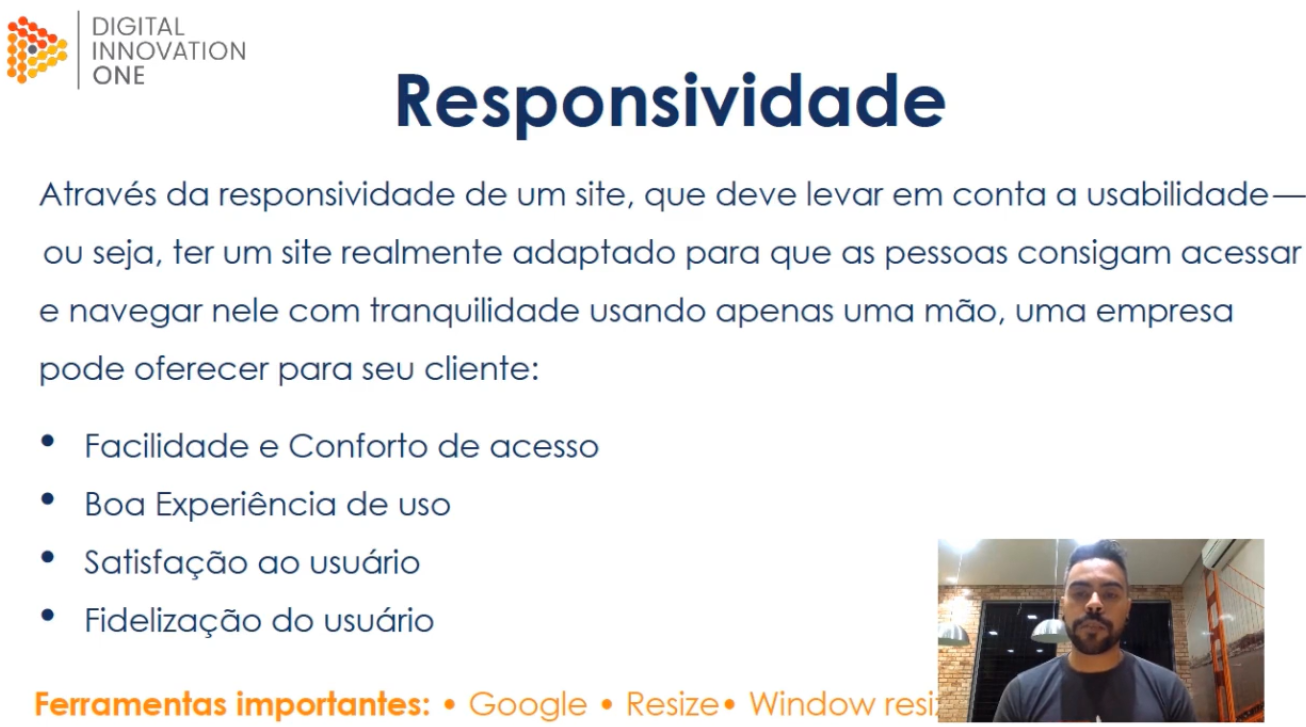 DIGITAL
INNOVATION
ONE
Responsividade
Através da responsividade de um site, que deve levar em conta a usabilidade—
ou seja, ter um site realmente adaptado para que as pessoas consigam acessar
e navegar nele com tranquilidade usando apenas uma mão, uma empresa
pode oferecer para seu cliente:
• Facilidade e Conforto de acesso
• Boa Experiência de uso
• Satisfação ao usuário
• Fidelização do usuário
Ferramentas importantes: • Google • Resize• Window